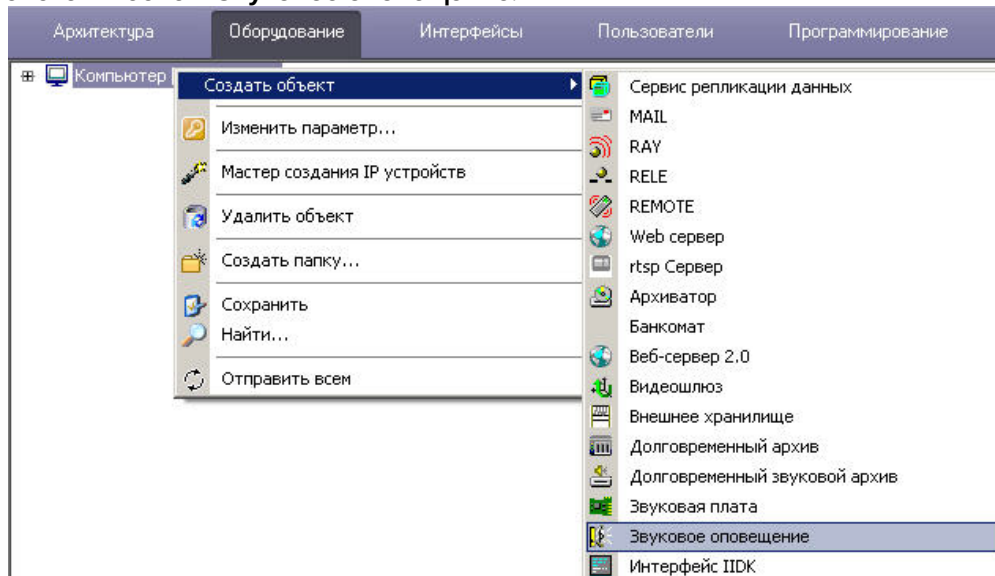 Архитектура Оборудование Интерфейсы Пользователи Программирование
Компьютер
Создать объект
Изменить параметр...
Мастер создания IP устройств
Удалить объект
Создать папку...
Сохранить
Найти...
Отправить всем
Сервис репликации данных
MAIL
RAY
RELE
REMOTE
Web сервер
rtsp Сервер
Архиватор
Банкомат
Веб-сервер 2.0
Видеошлюз
Внешнее хранилище
Долговременный архив
Долговременный звуковой архив
Звуковая плата
Звуковое оповещение
Интерфейс IIDK